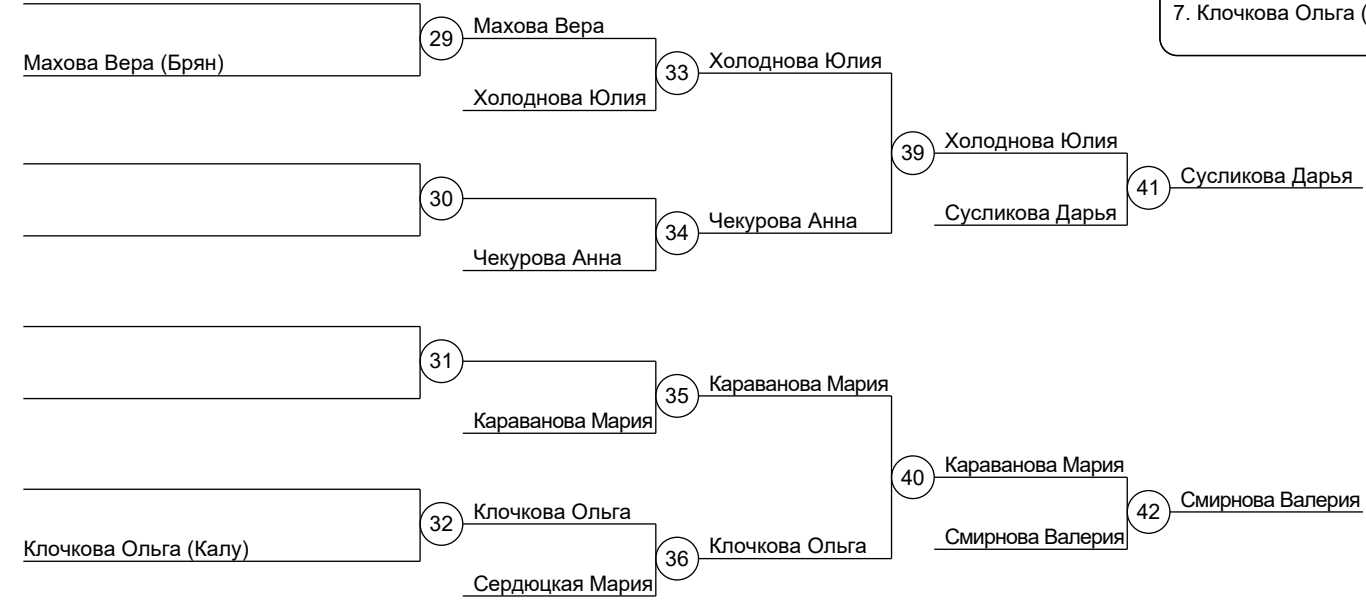 7. Клочкова Ольга (
29
Махова Вера
Махова Вера (Брян)
33
Холоднова Юлия
Холоднова Юлия
39
Холоднова Юлия
41
Сусликова Дарья
30
34
Чекурова Анна
Сусликова Дарья
Чекурова Анна
31
35
Караванова Мария
Караванова Мария
40
Караванова Мария
42
Смирнова Валерия
32
Клочкова Ольга
Смирнова Валерия
Клочкова Ольга (Калу)
36
Клочкова Ольга
Сердюцкая Мария